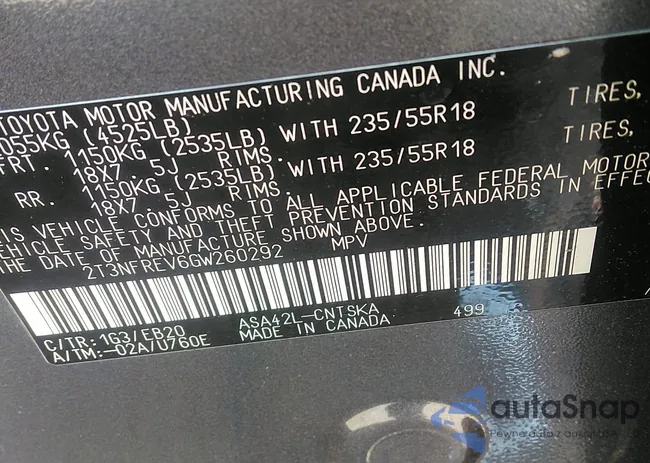 TOYOTA MOTOR MANUFACTURING CANADA INC.
055KG (4525LB)
FRT. 1150KG (2535LB) WITH 235/55R18 TIRES,
18X7.5J RIMS.
RR. 1150KG (2535LB) WITH 235/55R18 TIRES,
18X7.5J RIMS.
IS VEHICLE CONFORMS TO ALL APPLICABLE FEDERAL MOTOR
EHICLE SAFETY AND THEFT PREVENTION STANDARDS IN EFFEC
THE DATE OF MANUFACTURE SHOWN ABOVE.
2T3NFREV6GW260292 MPV
C/TR: 1G3/EB20 ASA42L-CNTSKA 499
A/TM:-02A/U760E MADE IN CANADA
autoSnap
Pewne auta z